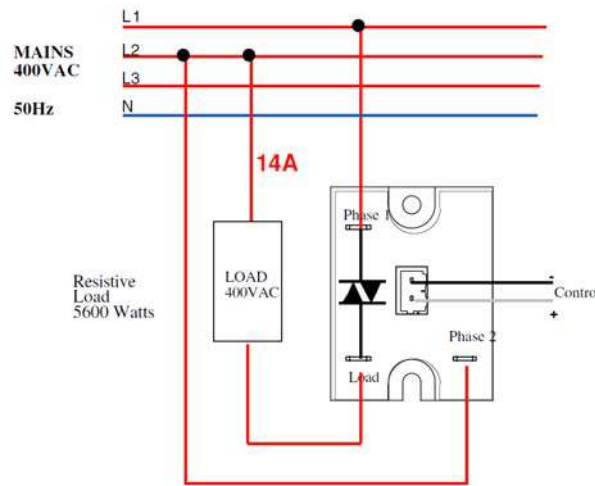 L1
MAINS L2
400VAC
L3
50Hz N
14A
Phase 1
Resistive
Load
5600 Watts
LOAD
400VAC
-
Contro
+
Phase 2
Load